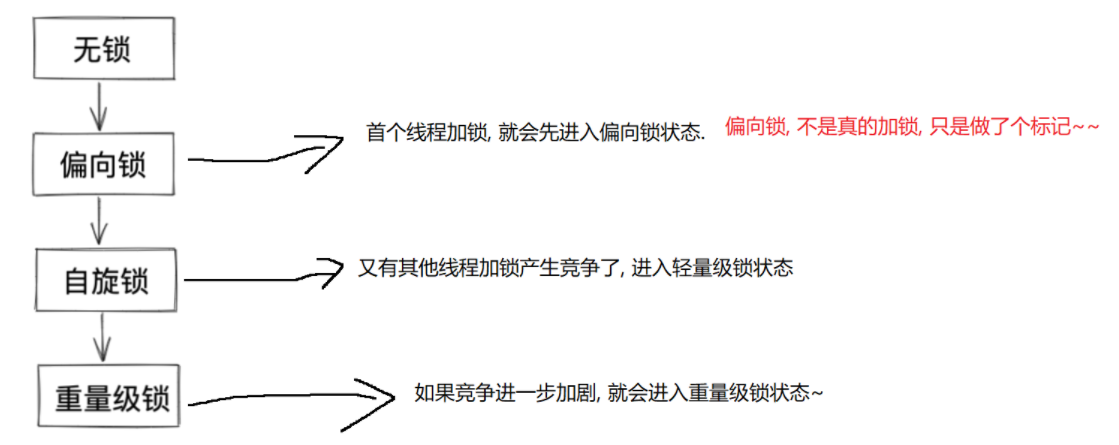 无锁
首个线程加锁, 就会先进入偏向锁状态. 偏向锁, 不是真的加锁, 只是做了个标记~~
偏向锁
又有其他线程加锁产生竞争了, 进入轻量级锁状态
自旋锁
如果竞争进一步加剧, 就会进入重量级锁状态~
重量级锁